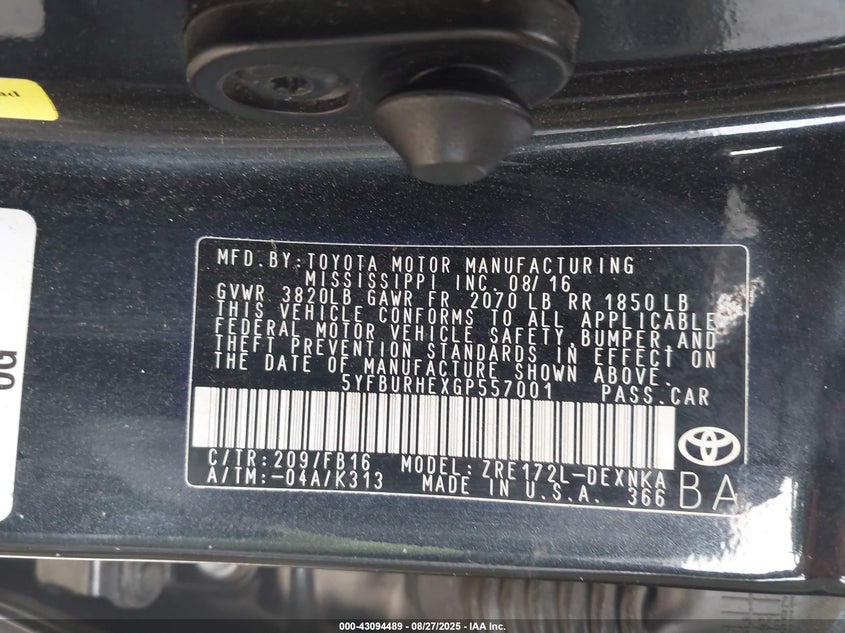 ad
0G
MFD.BY:TOYOTA MOTOR MANUFACTURING
MISSISSIPPI INC. 08/16
GVWR 3820LB GAWR FR 2070 LB RR 1850LB
THIS VEHICLE CONFORMS TO ALL APPLICABLE
FEDERAL MOTOR VEHICLE SAFETY,BUMPER,AND
THEFT PREVENTION STANDARDS IN EFFECT ON
THE DATE OF MANUFACTURE SHOWN ABOVE.
5YFBURHEXGP557001 PASS.CAR
C/TR:209/FB16 MODEL:ZRE172L-DEXNKA
A/TM:-04A/K313 MADE IN U.S.A. 366
BA
000-43094489 - 08/27/2025 - IAA Inc.